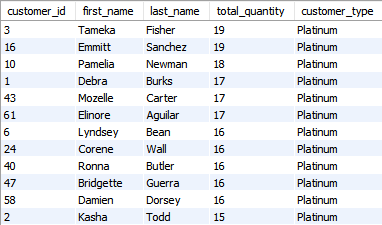 customer_id first_name last_name total_quantity customer_type
3 Tameka Fisher 19 Platinum
16 Emmitt Sanchez 19 Platinum
10 Pamelia Newman 18 Platinum
1 Debra Burks 17 Platinum
43 Mozelle Carter 17 Platinum
61 Elinore Aguilar 17 Platinum
6 Lyndsey Bean 16 Platinum
24 Corene Wall 16 Platinum
40 Ronna Butler 16 Platinum
47 Bridgette Guerra 16 Platinum
58 Damien Dorsey 16 Platinum
2 Kasha Todd 15 Platinum